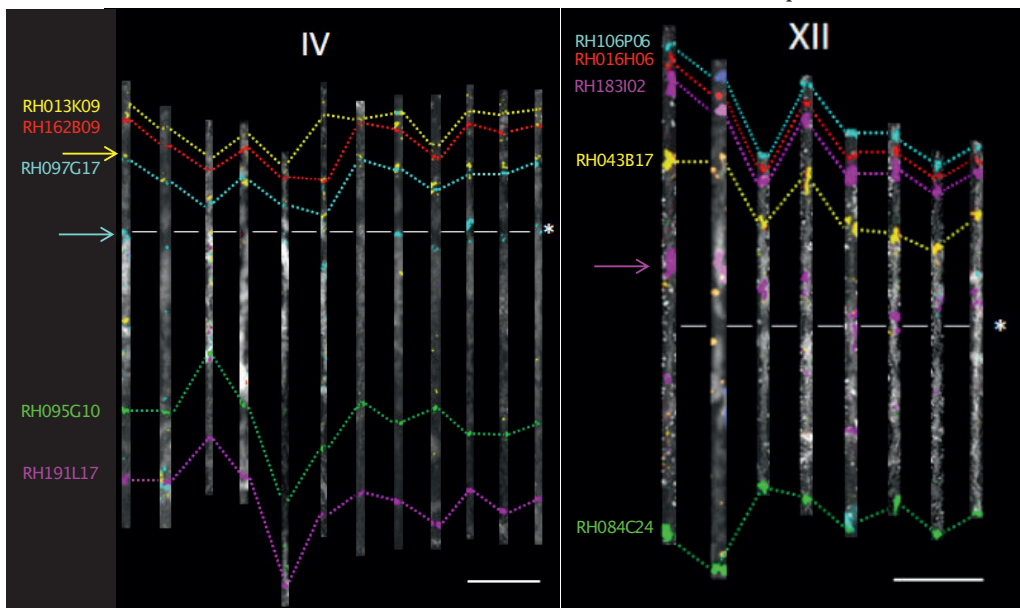 IV
RH013K09
RH162B09
RH097G17
*
RH095G10
RH191L17
XII
RH106P06
RH016H06
RH183I02
RH043B17
*
RH084C24